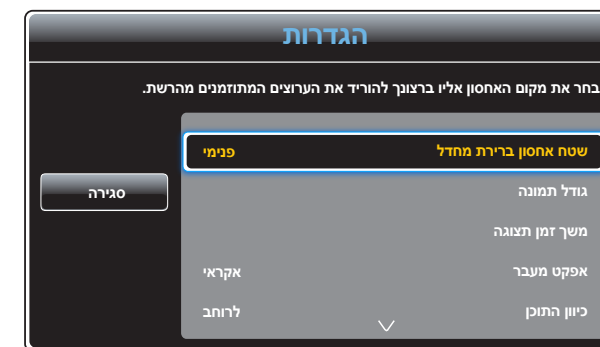 הגדרות
בחר את מקום האחסון אליו ברצונך להוריד את הערוצים המתוזמנים מהרשת.
שטח אחסון ברירת מחדל פנימי
גודל תמונה
סגירה
משך זמן תצוגה
אפקט מעבר אקראי
כיוון התוכן לרוחב